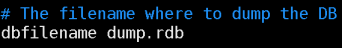 # The filename where to dump the DB
dbfilename dump.rdb